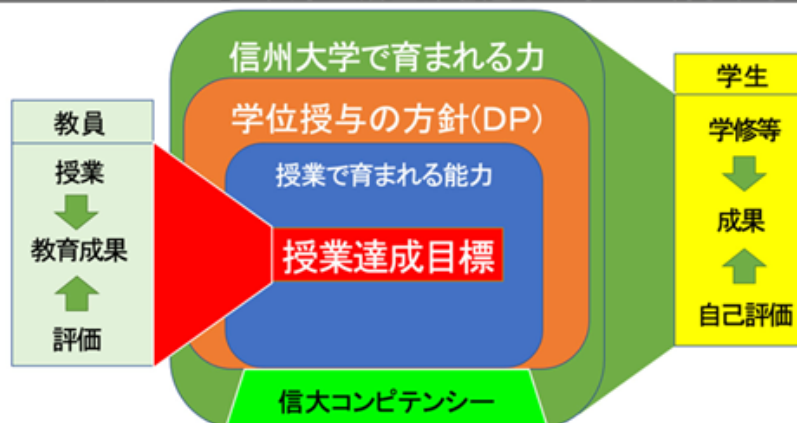 信州大学で育まれる力
学位授与の方針(DP)
授業で育まれる能力
授業達成目標
信大コンピテンシー
教員
授業
教育成果
評価
学生
学修等
成果
自己評価